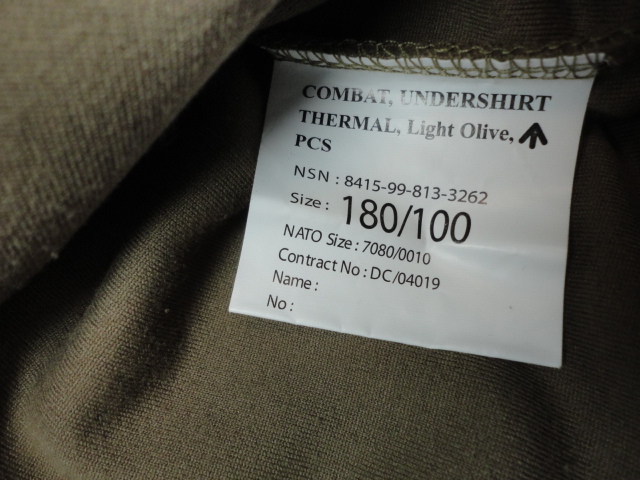 COMBAT, UNDERSHIRT
THERMAL, Light Olive,
PCS
NSN : 8415-99-813-3262
Size : 180/100
NATO Size : 7080/0010
Contract No : DC/04019
Name :
No :